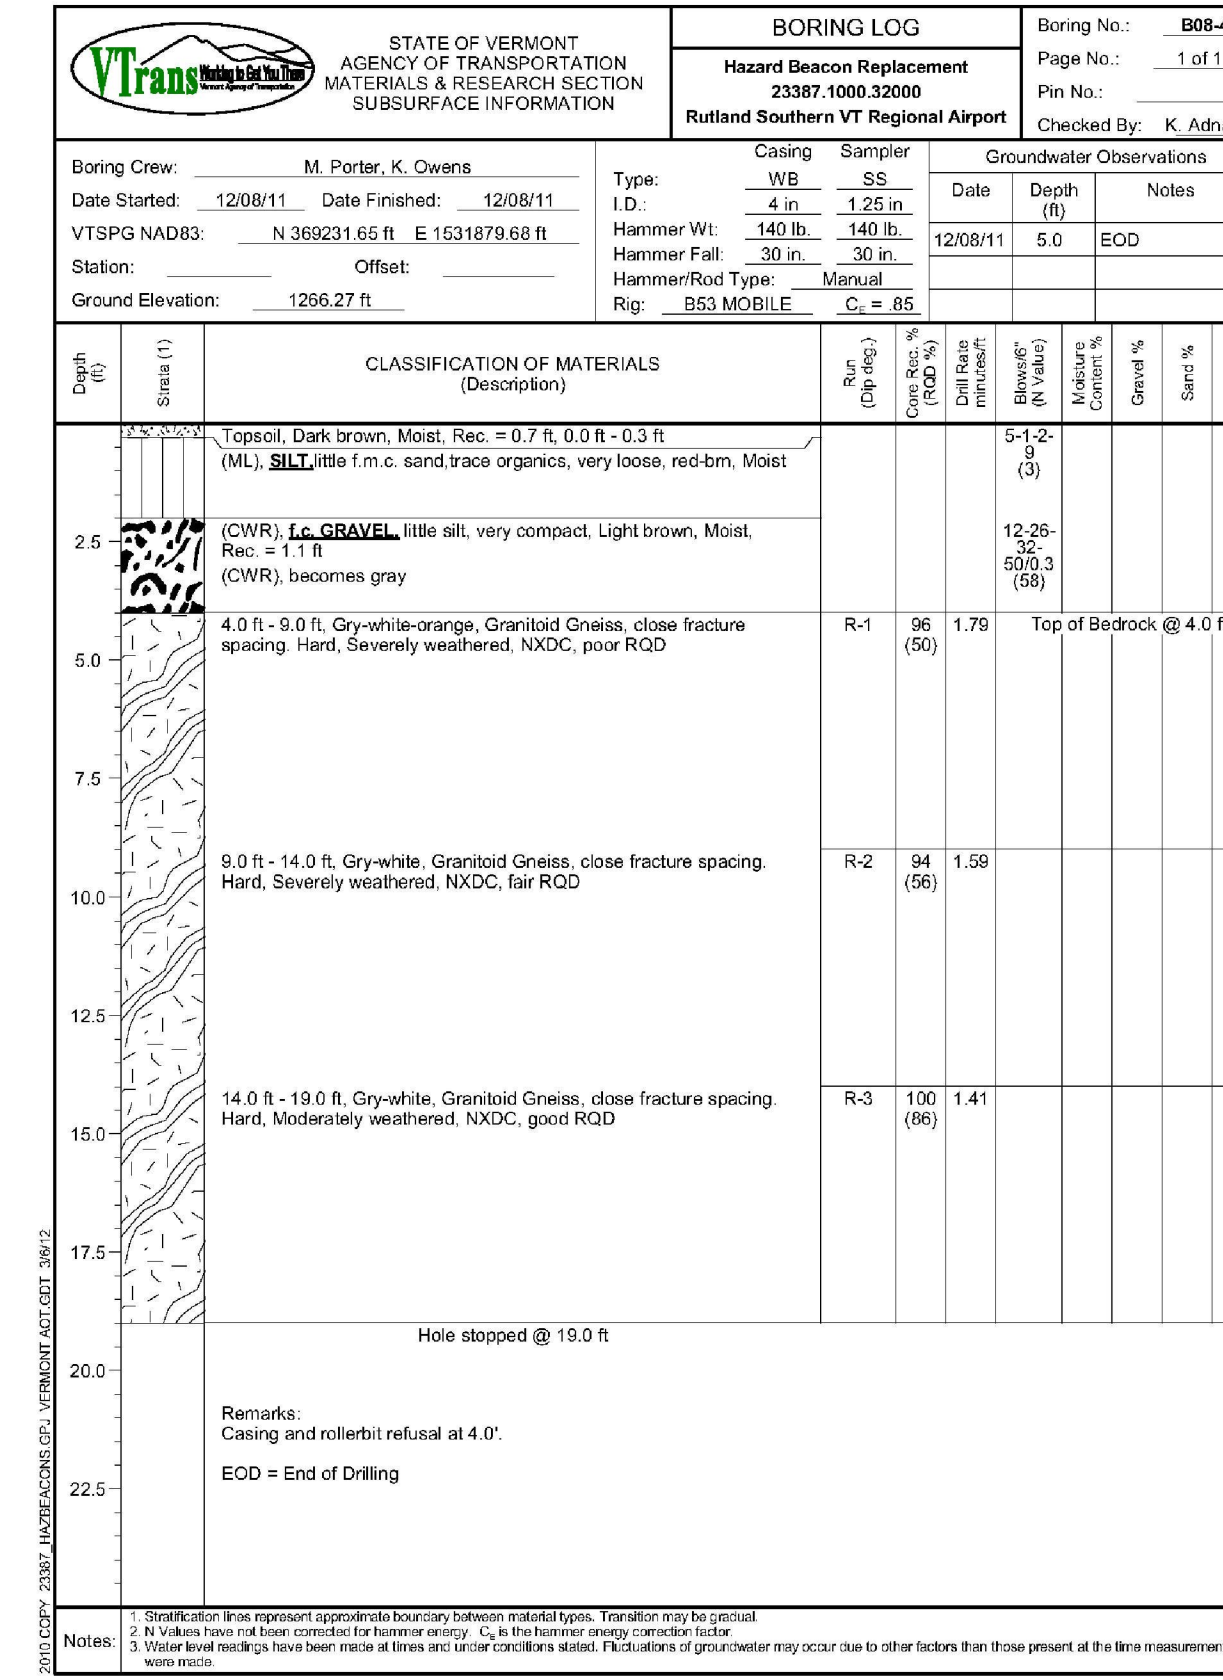 VTrans Working to Get You There
Vermont Agency of Transportation
STATE OF VERMONT
AGENCY OF TRANSPORTATION
MATERIALS & RESEARCH SECTION
SUBSURFACE INFORMATION
BORING LOG
Hazard Beacon Replacement
23387.1000.32000
Rutland Southern VT Regional Airport
Boring No.: B08-4
Page No.: 1 of 1
Pin No.:
Checked By: K. Adn
Boring Crew: M. Porter, K. Owens
Date Started: 12/08/11 Date Finished: 12/08/11
VTSPG NAD83: N 369231.65 ft E 1531879.68 ft
Station: Offset:
Ground Elevation: 1266.27 ft
Casing Sampler
Type: WB SS
I.D.: 4 in 1.25 in
Hammer Wt: 140 lb. 140 lb.
Hammer Fall: 30 in. 30 in.
Hammer/Rod Type: Manual
Rig: B53 MOBILE CE = .85
Groundwater Observations
Date Depth (ft) Notes
12/08/11 5.0 EOD
Depth (ft)
Strata (1)
CLASSIFICATION OF MATERIALS
(Description)
Run (Dip deg.)
Core Rec. % (RQD %)
Drill Rate minutes/ft
Blows/6" (N Value)
Moisture Content %
Gravel %
Sand %
Topsoil, Dark brown, Moist, Rec. = 0.7 ft, 0.0 ft - 0.3 ft
5-1-2-
9
(3)
(ML), SILT, little f.m.c. sand,trace organics, very loose, red-brn, Moist
2.5
(CWR), f.c. GRAVEL, little silt, very compact, Light brown, Moist,
Rec. = 1.1 ft
(CWR), becomes gray
12-26-
32-
50/0.3
(58)
4.0 ft - 9.0 ft, Gry-white-orange, Granitoid Gneiss, close fracture
spacing. Hard, Severely weathered, NXDC, poor RQD
R-1 96 (50) 1.79 Top of Bedrock @ 4.0 f
5.0
7.5
9.0 ft - 14.0 ft, Gry-white, Granitoid Gneiss, close fracture spacing.
Hard, Severely weathered, NXDC, fair RQD
R-2 94 (56) 1.59
10.0
12.5
14.0 ft - 19.0 ft, Gry-white, Granitoid Gneiss, close fracture spacing.
Hard, Moderately weathered, NXDC, good RQD
R-3 100 (86) 1.41
15.0
17.5
Hole stopped @ 19.0 ft
20.0
Remarks:
Casing and rollerbit refusal at 4.0'.
EOD = End of Drilling
22.5
2010 COPY 23387_HAZBEACONS.GPJ VERMONT AOT.GDT 3/6/12
Notes:
1. Stratification lines represent approximate boundary between material types. Transition may be gradual.
2. N Values have not been corrected for hammer energy. CE is the hammer energy correction factor.
3. Water level readings have been made at times and under conditions stated. Fluctuations of groundwater may occur due to other factors than those present at the time measuremen
were made.